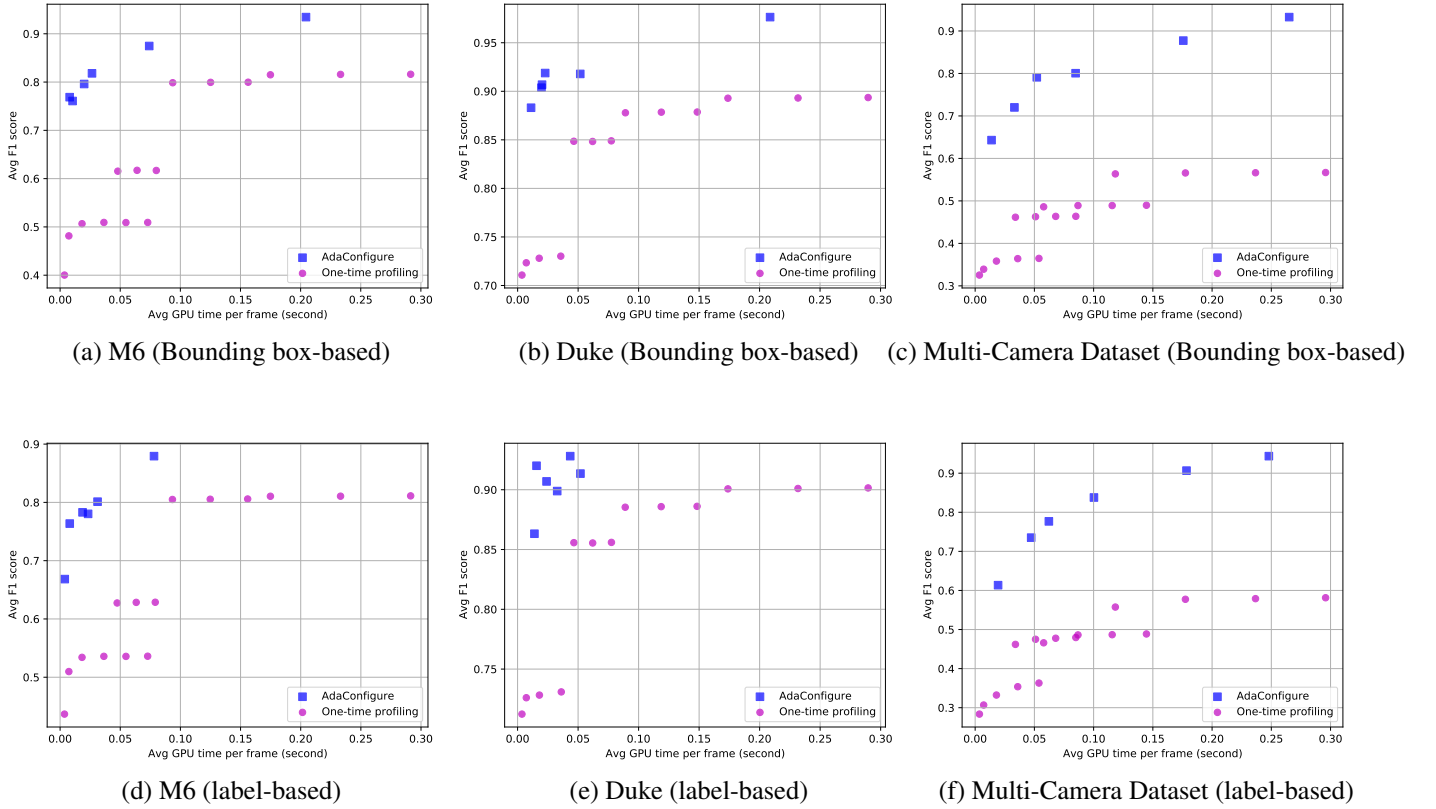 0.9
0.8
0.7
0.6
0.5
0.4
Avg F1 score
0.00 0.05 0.10 0.15 0.20 0.25 0.30
Avg GPU time per frame (second)
AdaConfigure
One-time profiling
(a) M6 (Bounding box-based)
0.95
0.90
0.85
0.80
0.75
0.70
Avg F1 score
0.00 0.05 0.10 0.15 0.20 0.25 0.30
Avg GPU time per frame (second)
AdaConfigure
One-time profiling
(b) Duke (Bounding box-based)
0.9
0.8
0.7
0.6
0.5
0.4
0.3
Avg F1 score
0.00 0.05 0.10 0.15 0.20 0.25 0.30
Avg GPU time per frame (second)
AdaConfigure
One-time profiling
(c) Multi-Camera Dataset (Bounding box-based)
0.9
0.8
0.7
0.6
0.5
Avg F1 score
0.00 0.05 0.10 0.15 0.20 0.25 0.30
Avg GPU time per frame (second)
AdaConfigure
One-time profiling
(d) M6 (label-based)
0.90
0.85
0.80
0.75
Avg F1 score
0.00 0.05 0.10 0.15 0.20 0.25 0.30
Avg GPU time per frame (second)
AdaConfigure
One-time profiling
(e) Duke (label-based)
0.9
0.8
0.7
0.6
0.5
0.4
0.3
Avg F1 score
0.00 0.05 0.10 0.15 0.20 0.25 0.30
Avg GPU time per frame (second)
AdaConfigure
One-time profiling
(f) Multi-Camera Dataset (label-based)